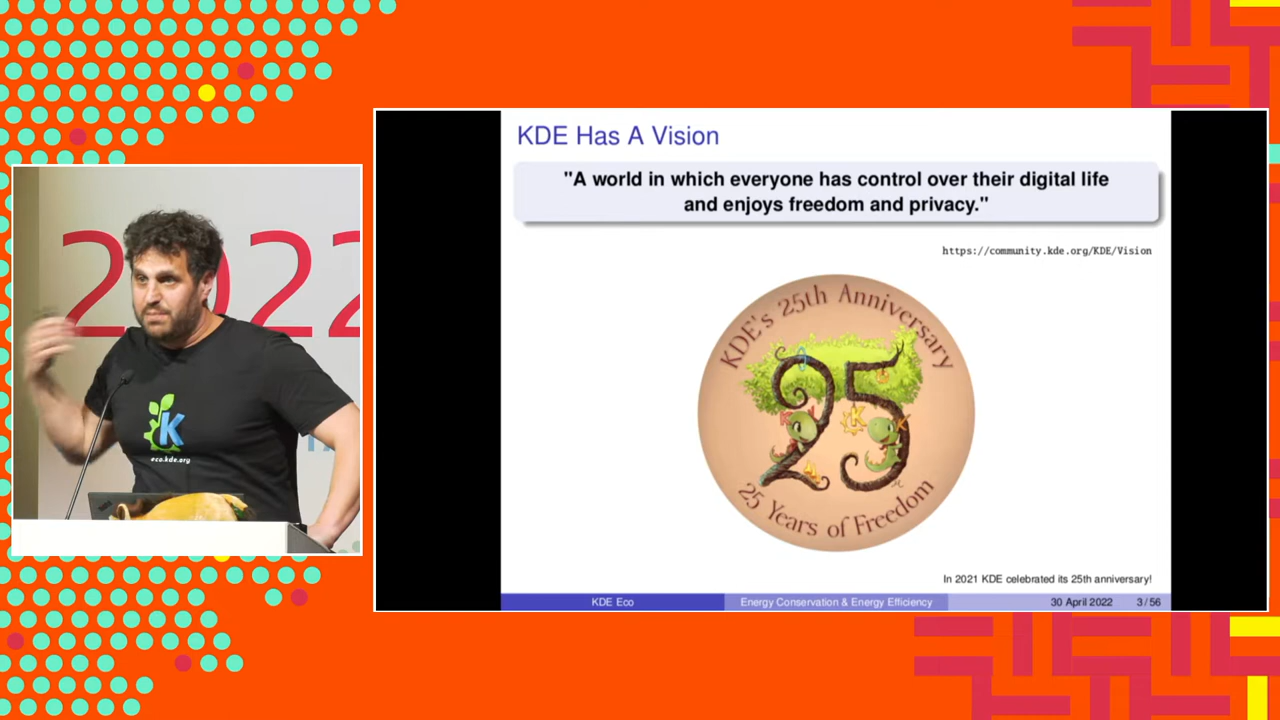 KDE Has A Vision
"A world in which everyone has control over their digital life
and enjoys freedom and privacy."
https://community.kde.org/KDE/Vision
KDE's 25th Anniversary
25
K
25 Years of Freedom
In 2021 KDE celebrated its 25th anniversary!
KDE Eco
Energy Conservation & Energy Efficiency
30 April 2022
3 / 56
2022
K
eco.kde.org